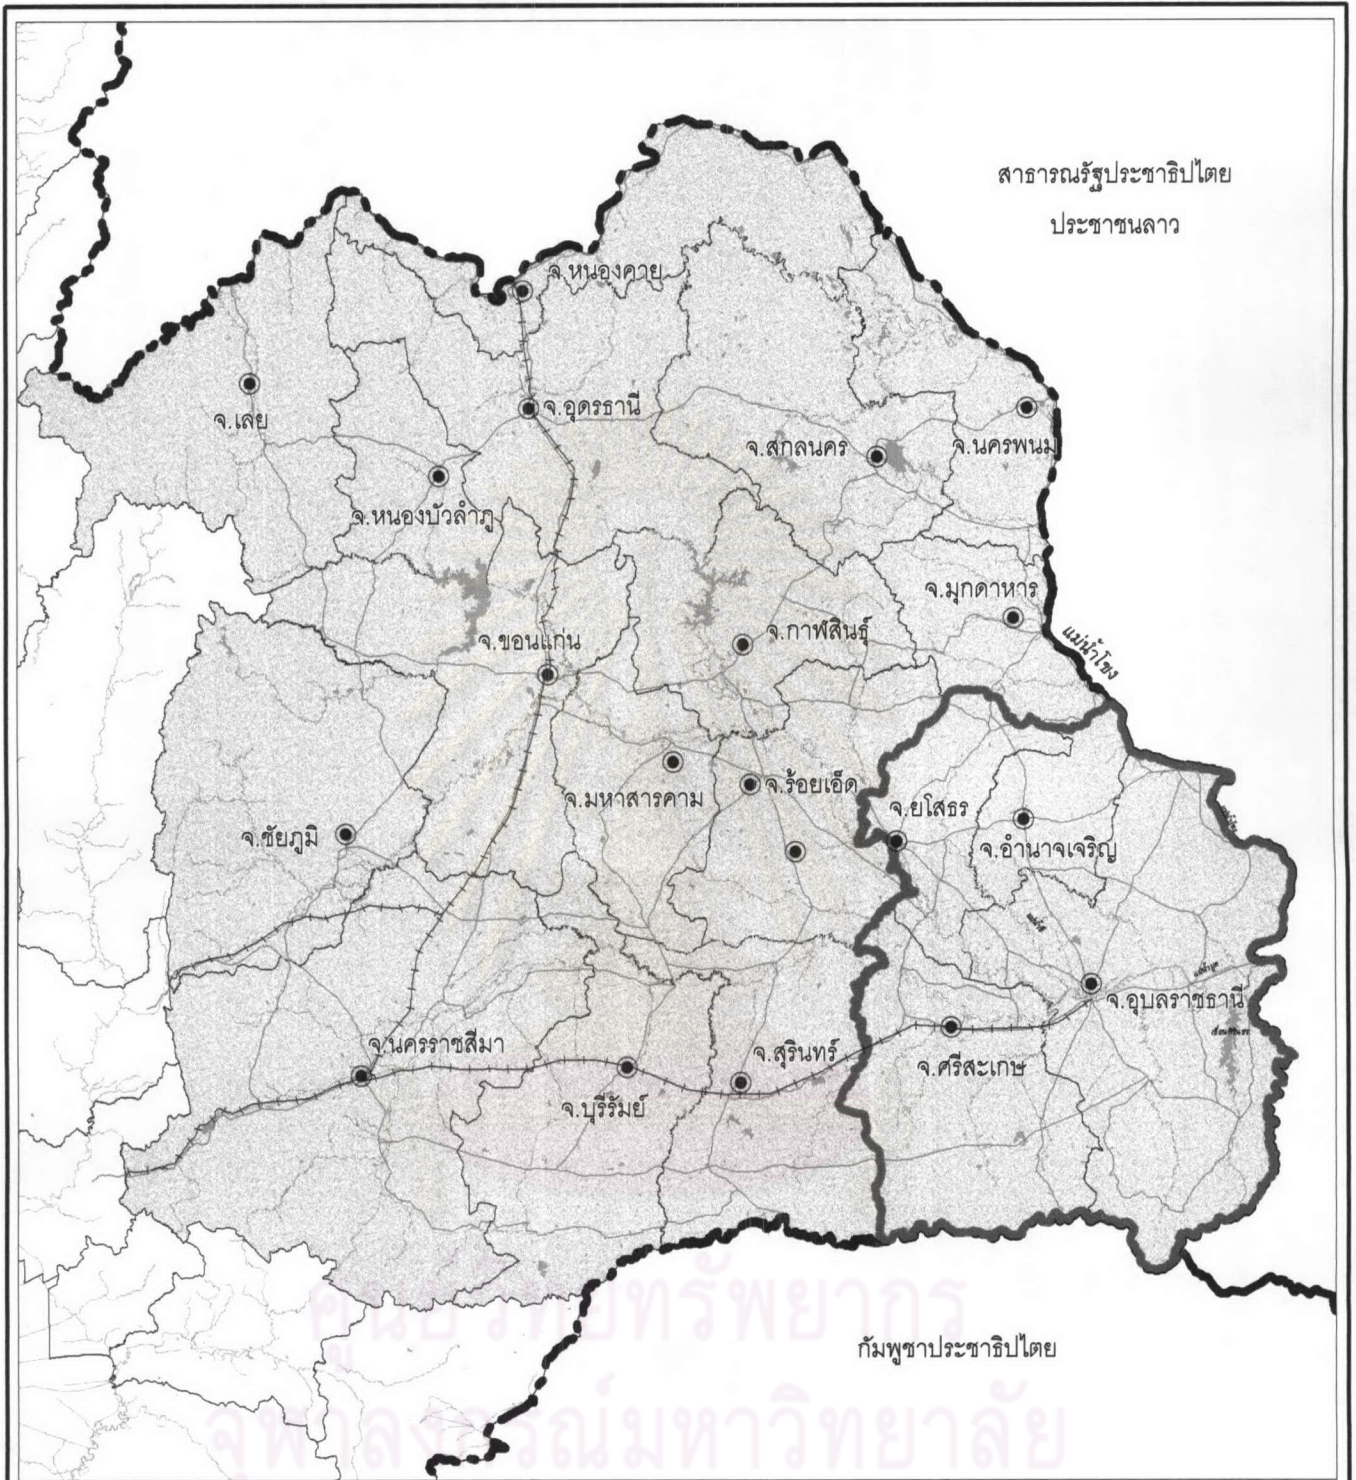 สาธารณรัฐประชาธิปไตย
ประชาชนลาว
จ.หนองคาย
จ.เลย
จ.อุดรธานี
จ.สกลนคร
จ.นครพนม
จ.หนองบัวลำภู
จ.มุกดาหาร
จ.กาฬสินธุ์
จ.ขอนแก่น
แม่น้ำโขง
จ.มหาสารคาม
จ.ร้อยเอ็ด
จ.ยโสธร
จ.ชัยภูมิ
จ.อำนาจเจริญ
จ.อุบลราชธานี
จ.นครราชสีมา
จ.สุรินทร์
จ.ศรีสะเกษ
จ.บุรีรัมย์
ศูนย์วิทยทรัพยากร
กัมพูชาประชาธิปไตย
จุฬาลงกรณ์มหาวิทยาลัย